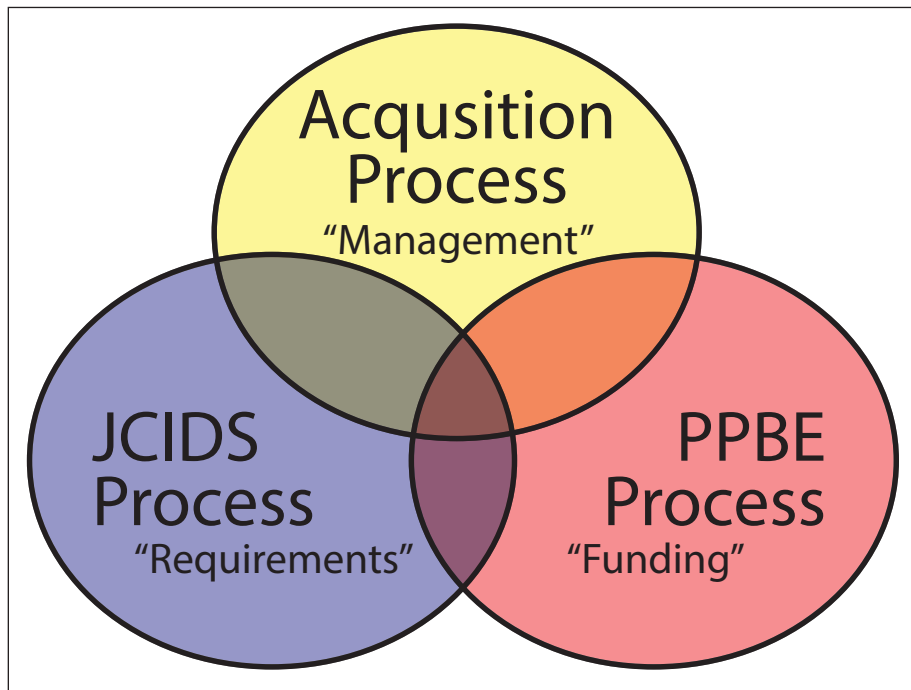 Acqusition
Process
“Management”
JCIDS
Process
“Requirements”
PPBE
Process
“Funding”